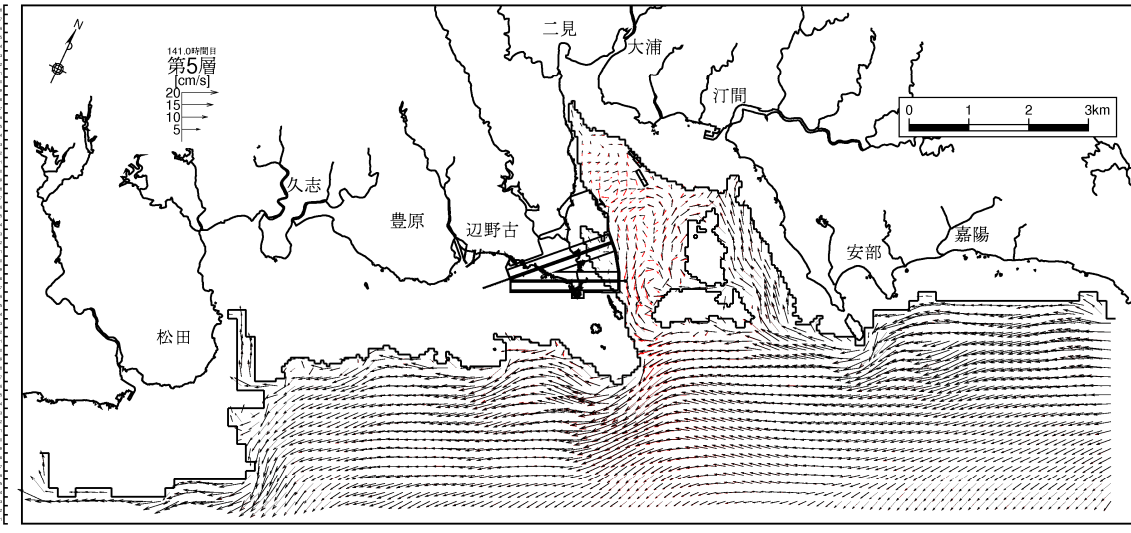 N
141.0時間目
第5層
[cm/s]
20
15
10
5
二見
大浦
汀間
0 1 2 3km
久志
豊原
辺野古
安部
嘉陽
松田